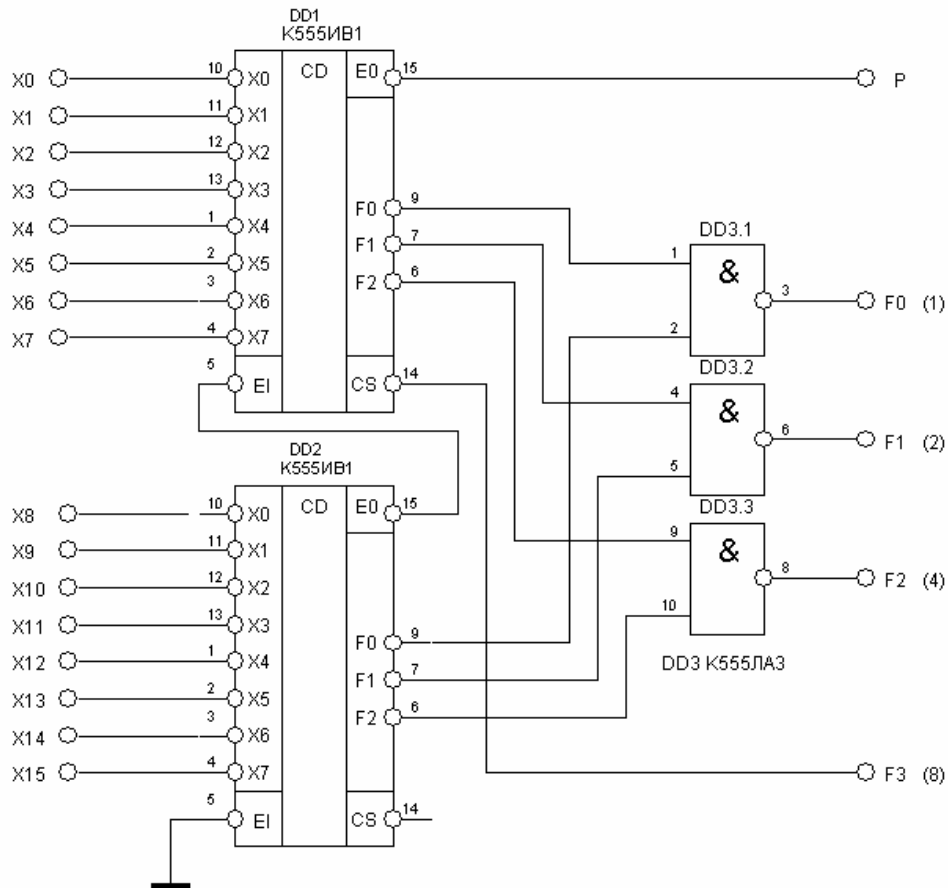 DD1
К555ИВ1
X0 10 X0 CD E0 15 P
X1 11 X1
X2 12 X2
X3 13 X3
X4 1 X4 F0 9
X5 2 X5 F1 7
X6 3 X6 F2 6
X7 4 X7
5 EI CS 14
DD3.1
1 & 3 F0 (1)
2
DD3.2
4 & 6 F1 (2)
5
DD3.3
9 & 8 F2 (4)
10
DD3 К555ЛА3
DD2
К555ИВ1
X8 10 X0 CD E0 15
X9 11 X1
X10 12 X2
X11 13 X3
X12 1 X4 F0 9
X13 2 X5 F1 7
X14 3 X6 F2 6
X15 4 X7 F3 (8)
5 EI CS 14